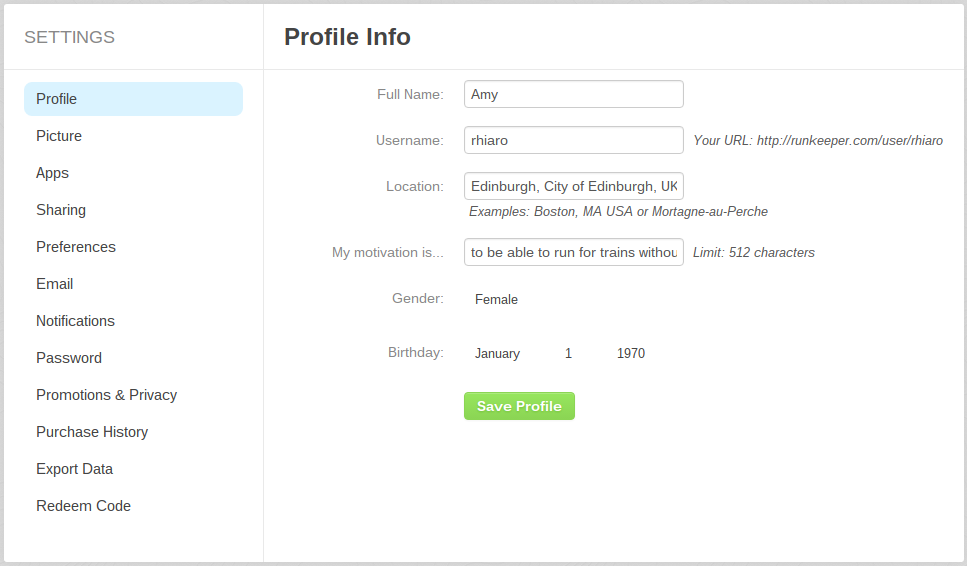 SETTINGS
Profile
Picture
Apps
Sharing
Preferences
Email
Notifications
Password
Promotions & Privacy
Purchase History
Export Data
Redeem Code
Profile Info
Full Name: Amy
Username: rhiaro Your URL: http://runkeeper.com/user/rhiaro
Location: Edinburgh, City of Edinburgh, UK
Examples: Boston, MA USA or Mortagne-au-Perche
My motivation is... to be able to run for trains withou Limit: 512 characters
Gender: Female
Birthday: January 1 1970
Save Profile